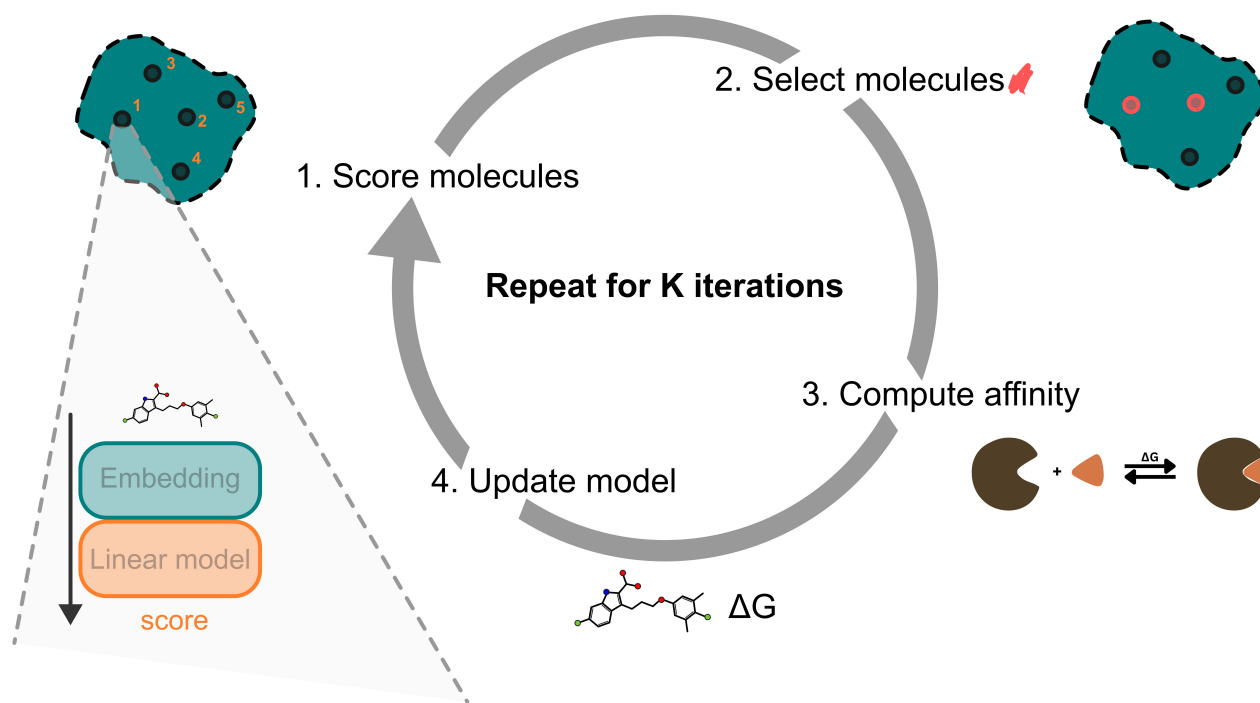 3
1
5
2
4
1. Score molecules
2. Select molecules
Repeat for K iterations
3. Compute affinity
+
ΔG
4. Update model
ΔG
Embedding
Linear model
score